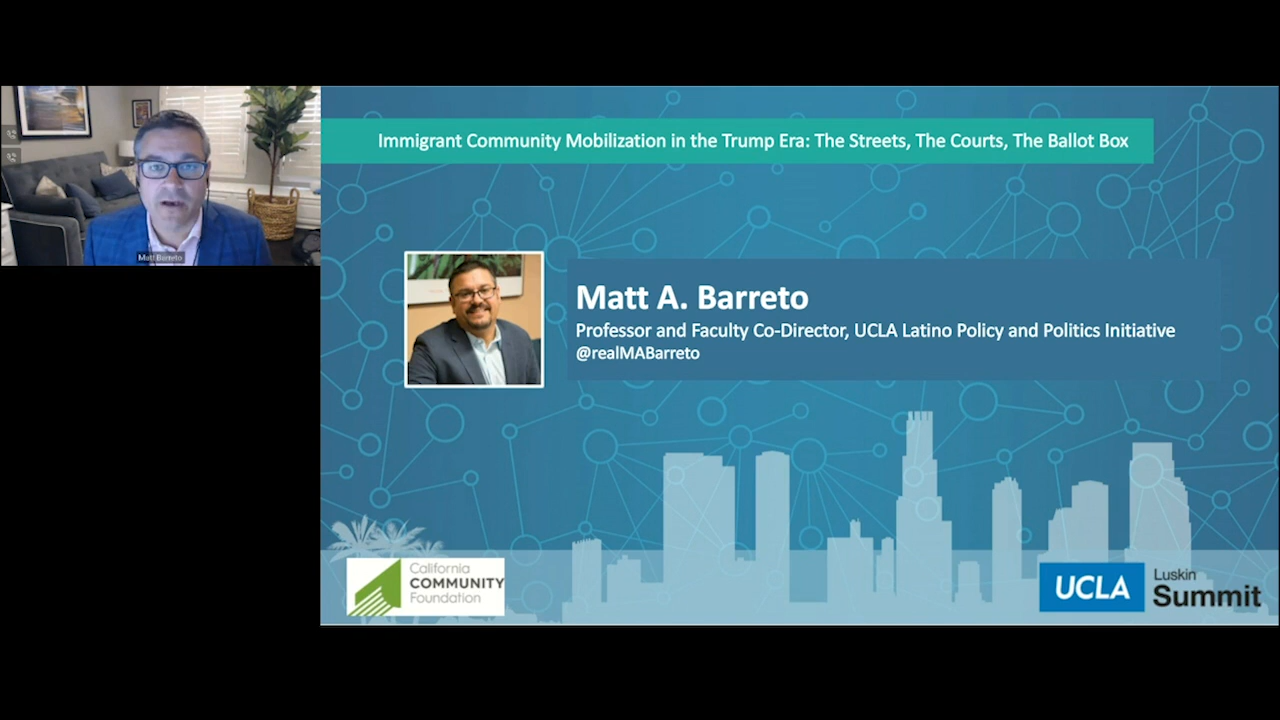 Matt Barreto
Immigrant Community Mobilization in the Trump Era: The Streets, The Courts, The Ballot Box
Matt A. Barreto
Professor and Faculty Co-Director, UCLA Latino Policy and Politics Initiative
@realMABarreto
California
COMMUNITY
Foundation
UCLA
Luskin
Summit